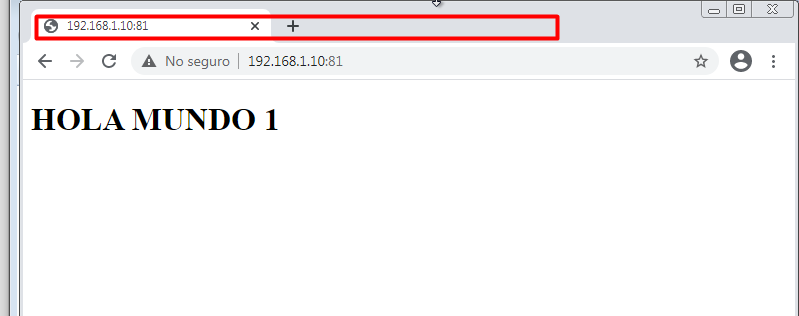 192.168.1.10:81
No seguro | 192.168.1.10:81
HOLA MUNDO 1